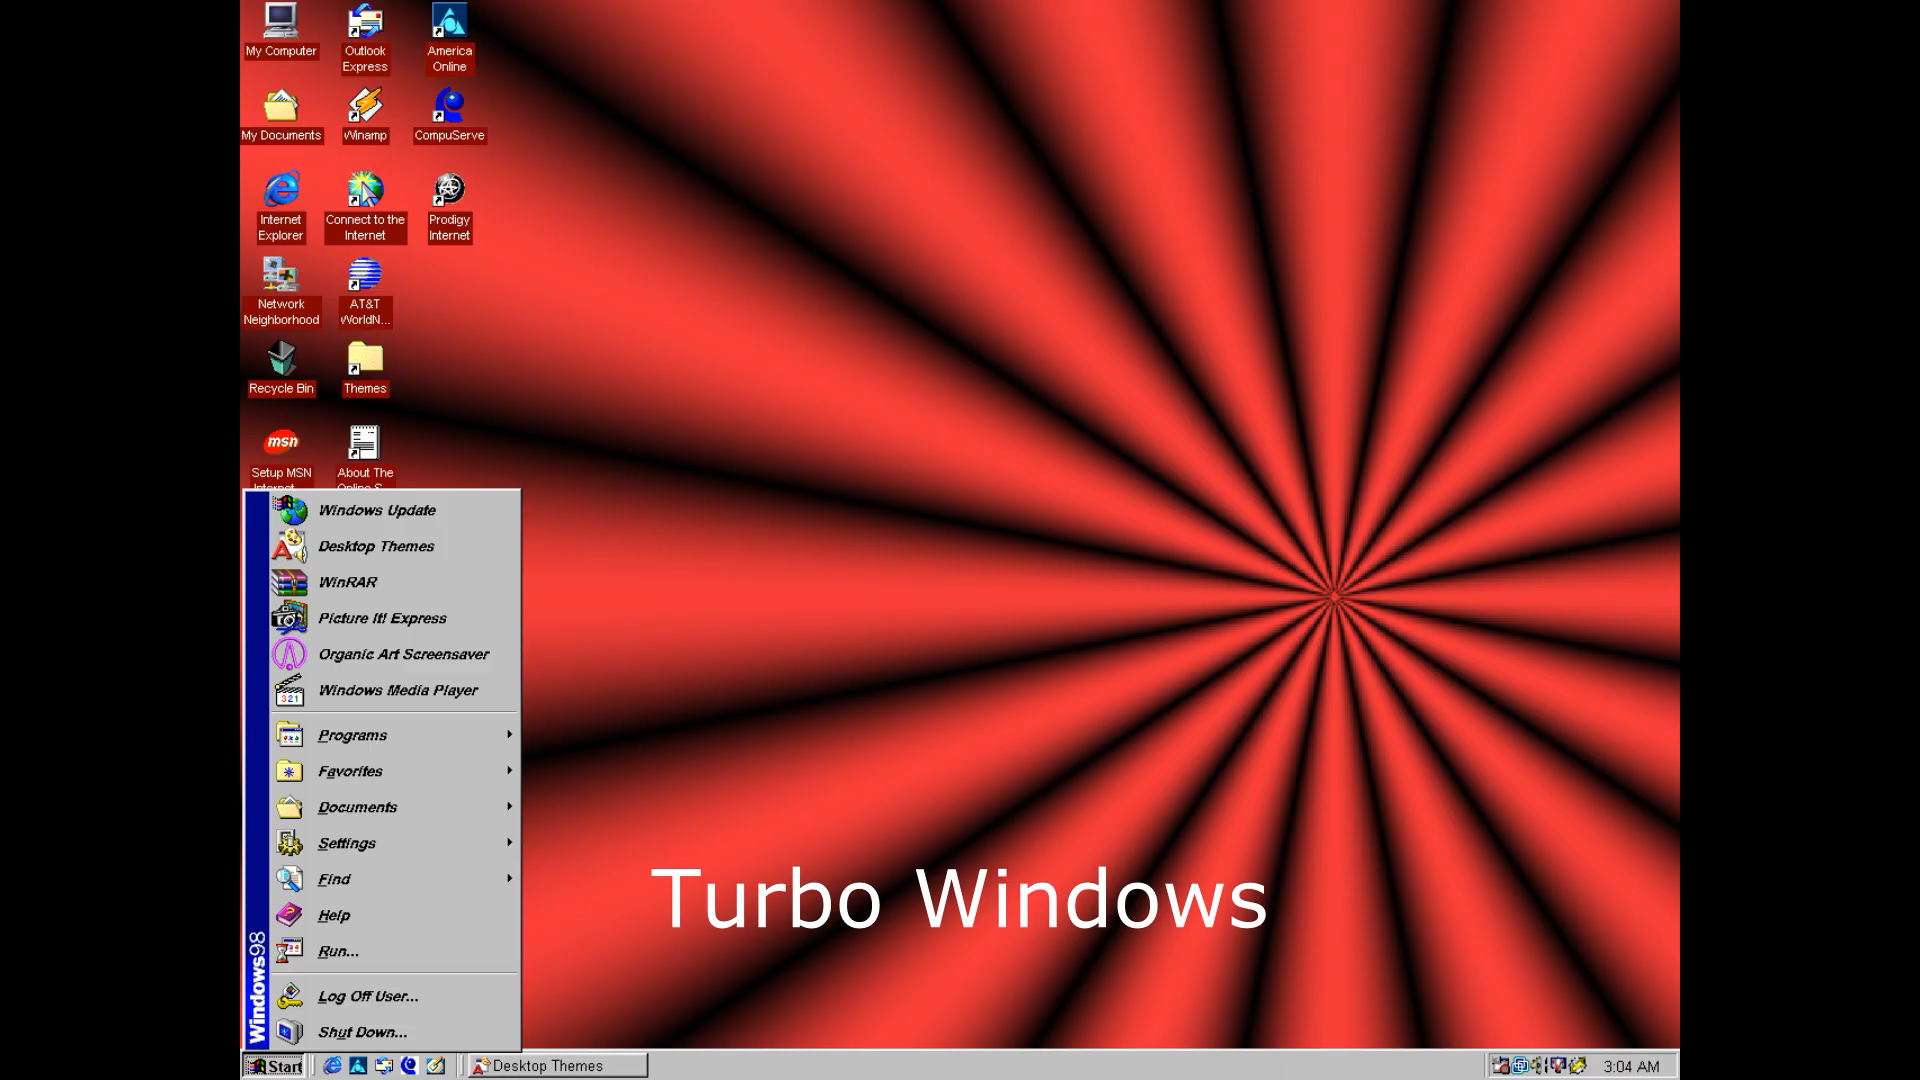 My Computer
Outlook
Express
America
Online
My Documents
Winamp
CompuServe
Internet
Explorer
Connect to the
Internet
Prodigy
Internet
Network
Neighborhood
AT&T
WorldN...
Recycle Bin
Themes
msn
Setup MSN
Internet
About The
Online S...
Windows Update
Desktop Themes
WinRAR
Picture It! Express
Organic Art Screensaver
Windows Media Player
Programs
Favorites
Documents
Settings
Find
Help
Run...
Log Off User...
Shut Down...
Windows98
Turbo Windows
Start
Desktop Themes
3:04 AM